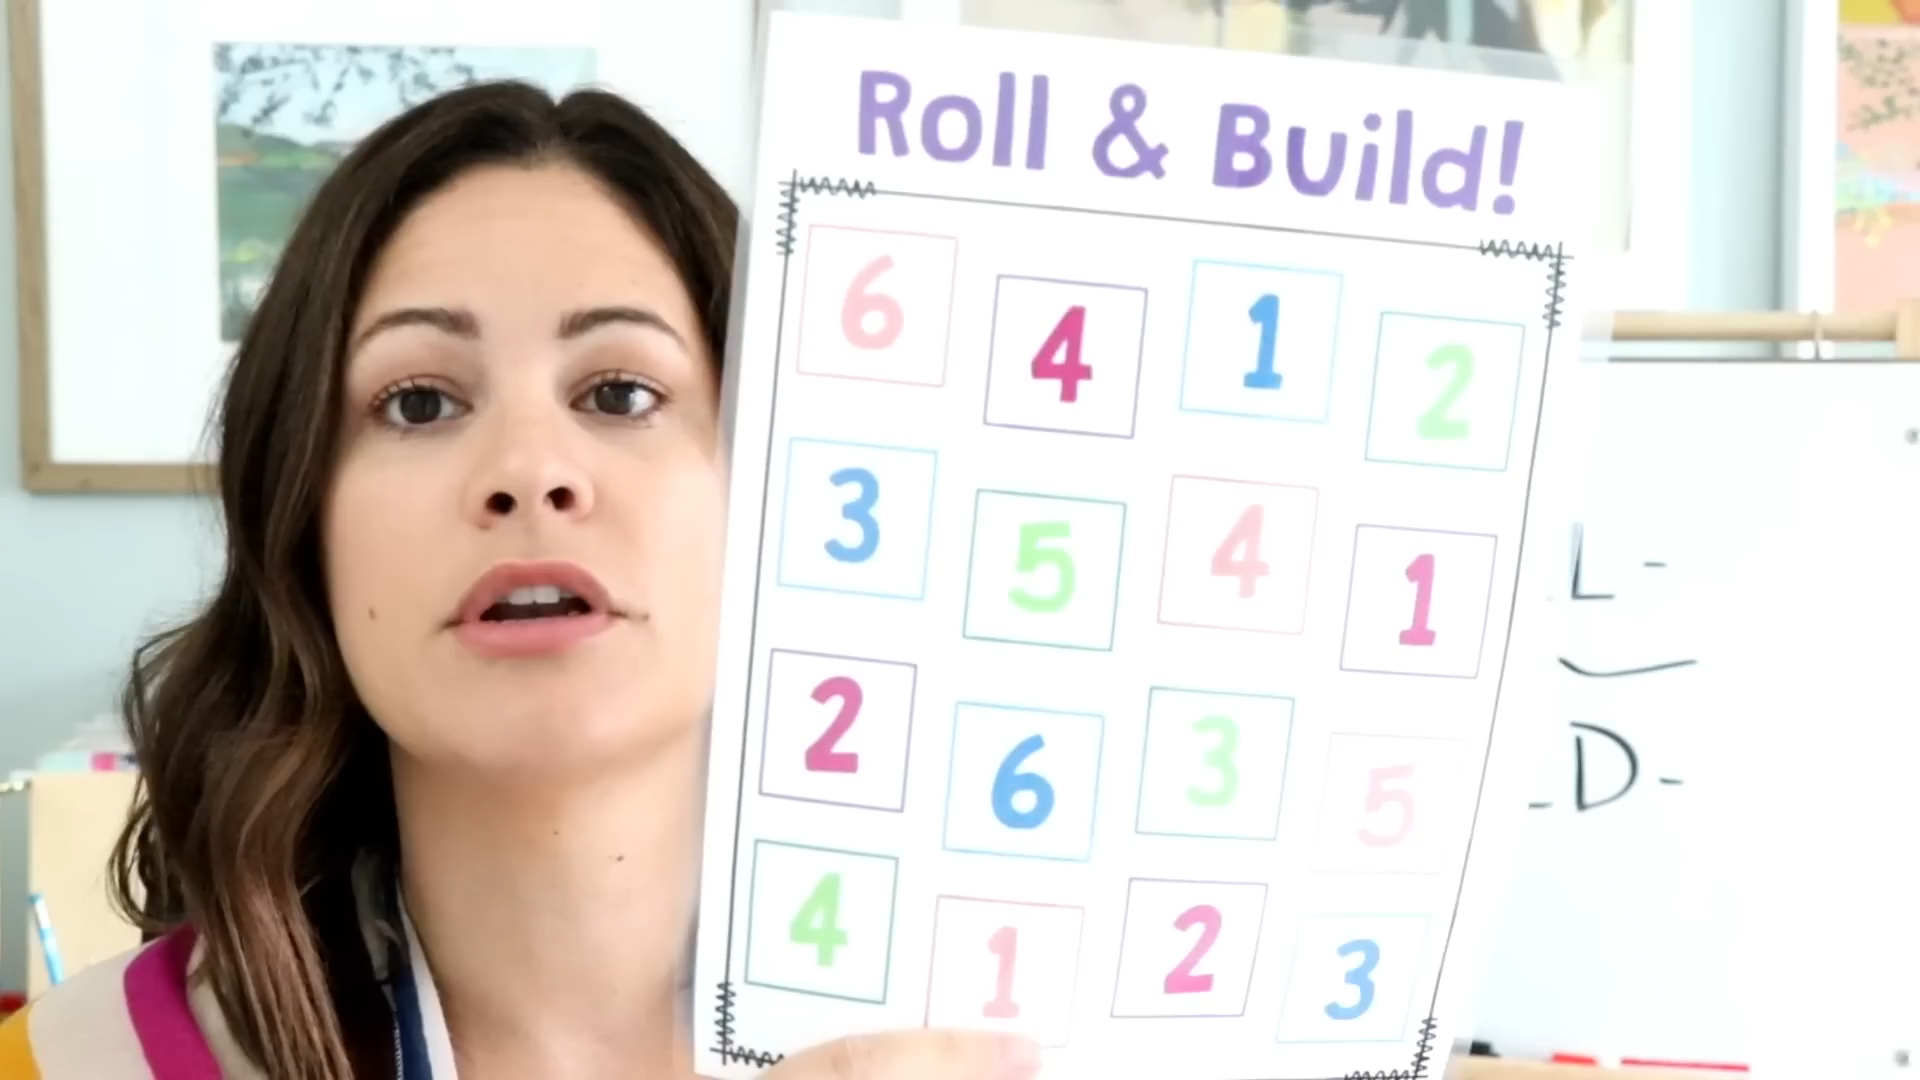 Roll & Build!
6 4 1 2
3 5 4 1
2 6 3 5
4 1 2 3
L -
D -